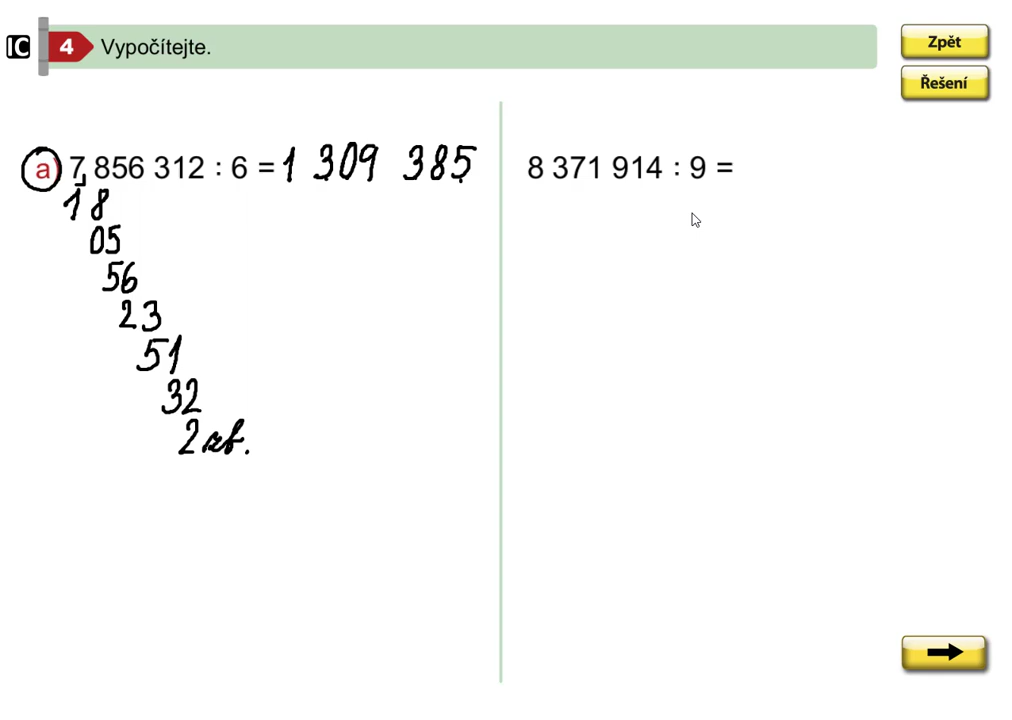 IC 4 Vypočítejte.
Zpět
Řešení
a) 7 856 312 : 6 = 1 309 385
18
05
56
23
51
32
2 zb.
8 371 914 : 9 =